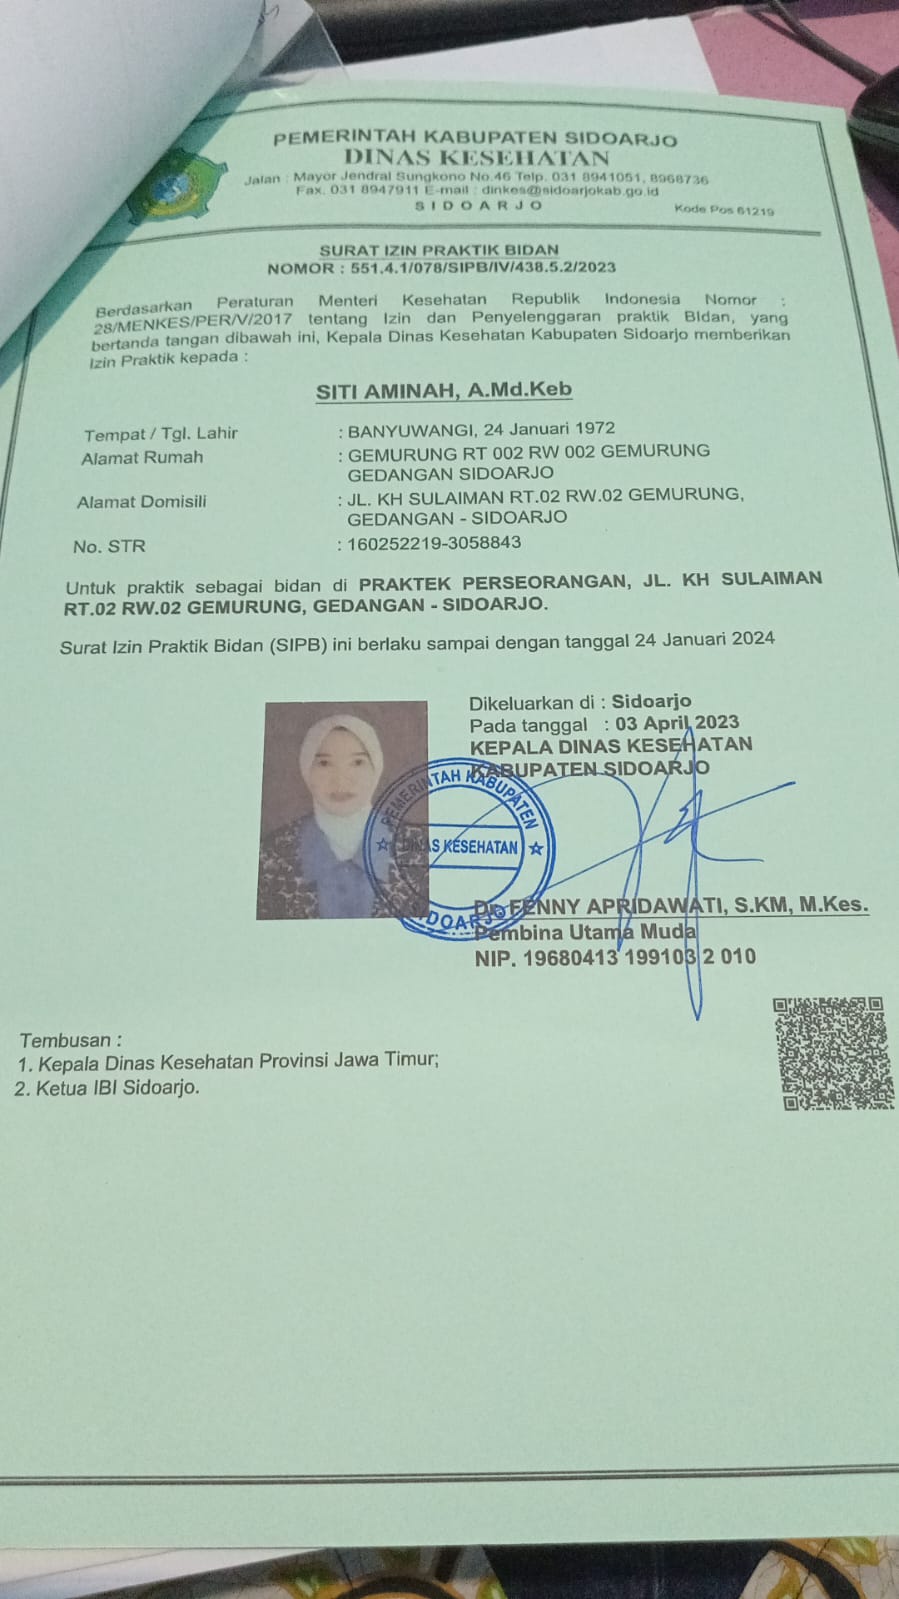 PEMERINTAH KABUPATEN SIDOARJO
DINAS KESEHATAN
Jalan : Mayor Jendral Sungkono No.46 Telp. 031 8941051, 8968736
Fax. 031 8947911 E-mail : dinkes@sidoarjokab.go.id
SIDOARJO
Kode Pos 61219
SURAT IZIN PRAKTIK BIDAN
NOMOR : 551.4.1/078/SIPB/IV/438.5.2/2023
Berdasarkan Peraturan Menteri Kesehatan Republik Indonesia Nomor :
28/MENKES/PER/V/2017 tentang Izin dan Penyelenggaran praktik BIdan, yang
bertanda tangan dibawah ini, Kepala Dinas Kesehatan Kabupaten Sidoarjo memberikan
Izin Praktik kepada :
SITI AMINAH, A.Md.Keb
Tempat / Tgl. Lahir : BANYUWANGI, 24 Januari 1972
Alamat Rumah : GEMURUNG RT 002 RW 002 GEMURUNG
GEDANGAN SIDOARJO
Alamat Domisili : JL. KH SULAIMAN RT.02 RW.02 GEMURUNG,
GEDANGAN - SIDOARJO
No. STR : 160252219-3058843
Untuk praktik sebagai bidan di PRAKTEK PERSEORANGAN, JL. KH SULAIMAN
RT.02 RW.02 GEMURUNG, GEDANGAN - SIDOARJO.
Surat Izin Praktik Bidan (SIPB) ini berlaku sampai dengan tanggal 24 Januari 2024
Dikeluarkan di : Sidoarjo
Pada tanggal : 03 April 2023
KEPALA DINAS KESEHATAN
KABUPATEN SIDOARJO
PEMERINTAH KABUPATEN
DINAS KESEHATAN
SIDOARJO
Dr. FENNY APRIDAWATI, S.KM, M.Kes.
Pembina Utama Muda
NIP. 19680413 199103 2 010
Tembusan :
1. Kepala Dinas Kesehatan Provinsi Jawa Timur;
2. Ketua IBI Sidoarjo.